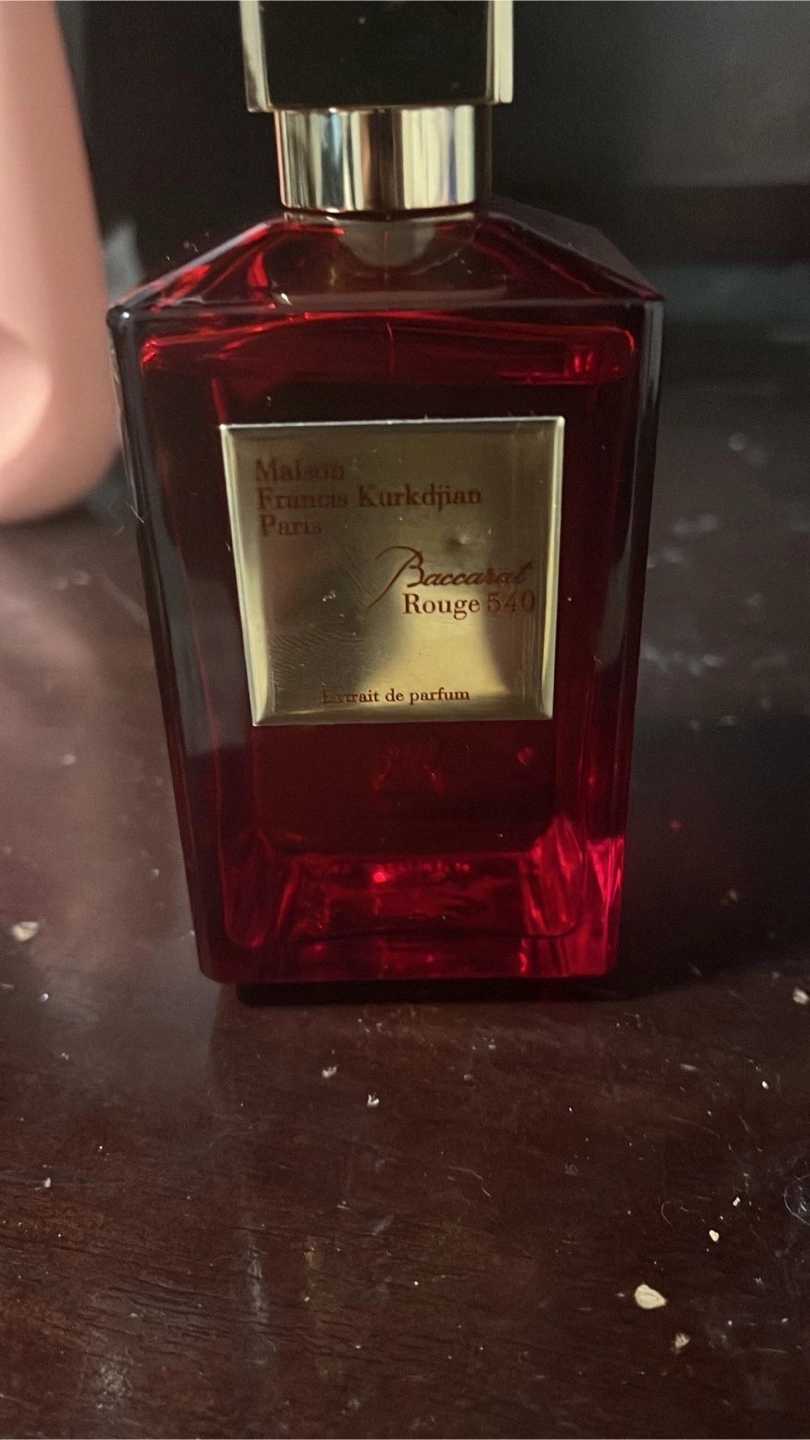 Maison
Francis Kurkdjian
Paris
Baccarat
Rouge 540
Extrait de parfum